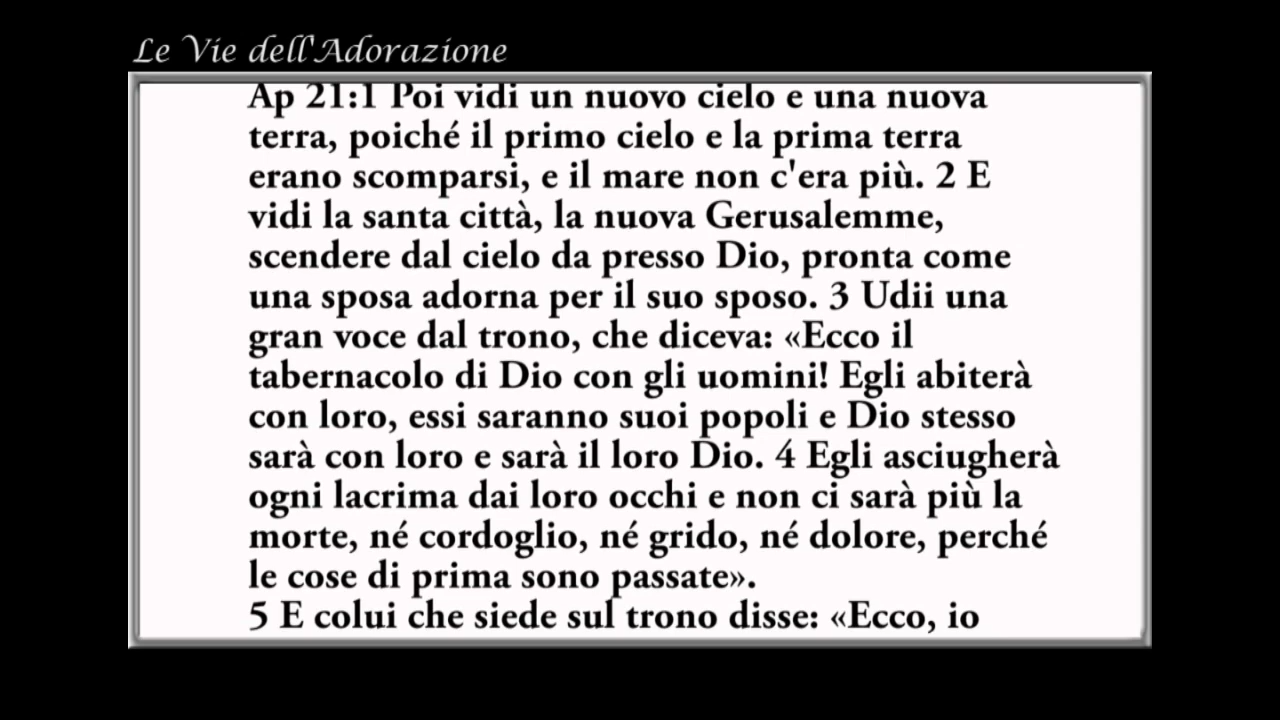 Le Vie dell'Adorazione
Ap 21:1 Poi vidi un nuovo cielo e una nuova
terra, poiché il primo cielo e la prima terra
erano scomparsi, e il mare non c'era più. 2 E
vidi la santa città, la nuova Gerusalemme,
scendere dal cielo da presso Dio, pronta come
una sposa adorna per il suo sposo. 3 Udii una
gran voce dal trono, che diceva: «Ecco il
tabernacolo di Dio con gli uomini! Egli abiterà
con loro, essi saranno suoi popoli e Dio stesso
sarà con loro e sarà il loro Dio. 4 Egli asciugherà
ogni lacrima dai loro occhi e non ci sarà più la
morte, né cordoglio, né grido, né dolore, perché
le cose di prima sono passate».
5 E colui che siede sul trono disse: «Ecco, io